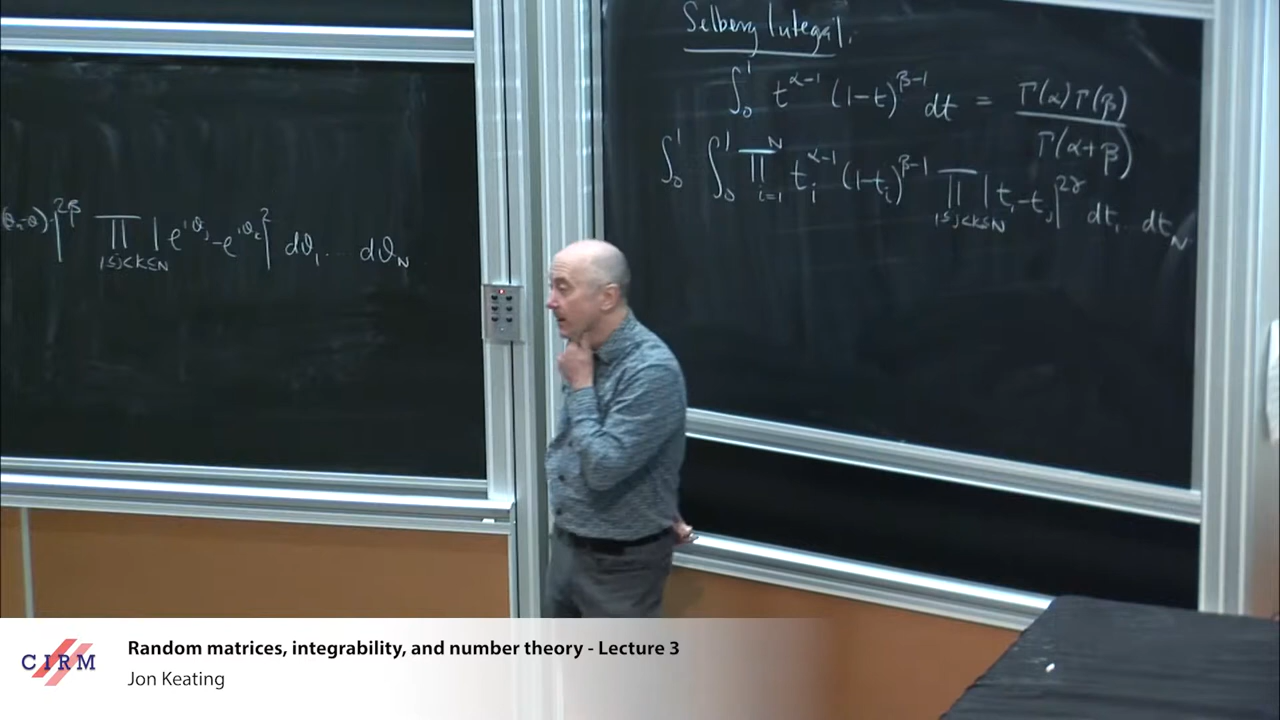 Selberg Integral.
∫₀¹ t^{α-1} (1-t)^{β-1} dt = Γ(α)Γ(β) / Γ(α+β)
∫₀¹ ∫₀¹ ∏_{i=1}^{N} t_i^{α-1} (1-t_i)^{β-1} ∏_{1≤j<k≤N} |t_i - t_j|^{2γ} dt₁ dt_N
|^{2β} ∏_{1≤j<k≤N} |e^{iθ_j} - e^{iθ_k}|² dθ₁ ... dθ_N
CIRM
Random matrices, integrability, and number theory - Lecture 3
Jon Keating